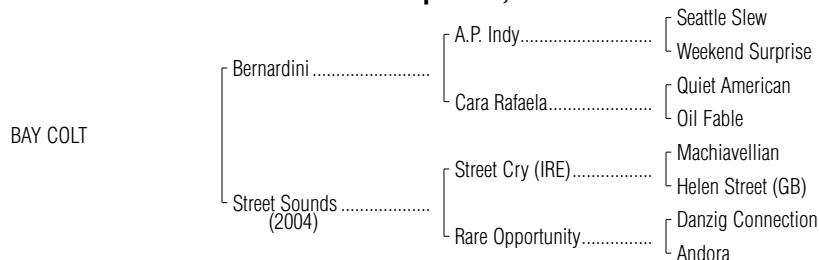 Seattle Slew
A.P. Indy
Weekend Surprise
Bernardini
Quiet American
Cara Rafaela
Oil Fable
BAY COLT
Machiavellian
Street Cry (IRE)
Helen Street (GB)
Street Sounds
(2004)
Danzig Connection
Rare Opportunity
Andora